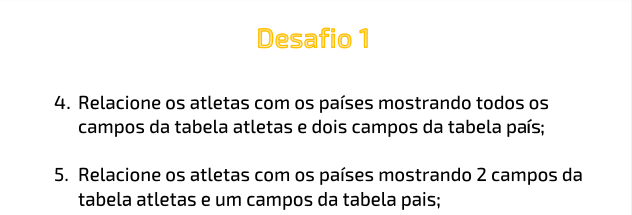 Desafio 1
4. Relacione os atletas com os países mostrando todos os
campos da tabela atletas e dois campos da tabela país;
5. Relacione os atletas com os países mostrando 2 campos da
tabela atletas e um campos da tabela pais;